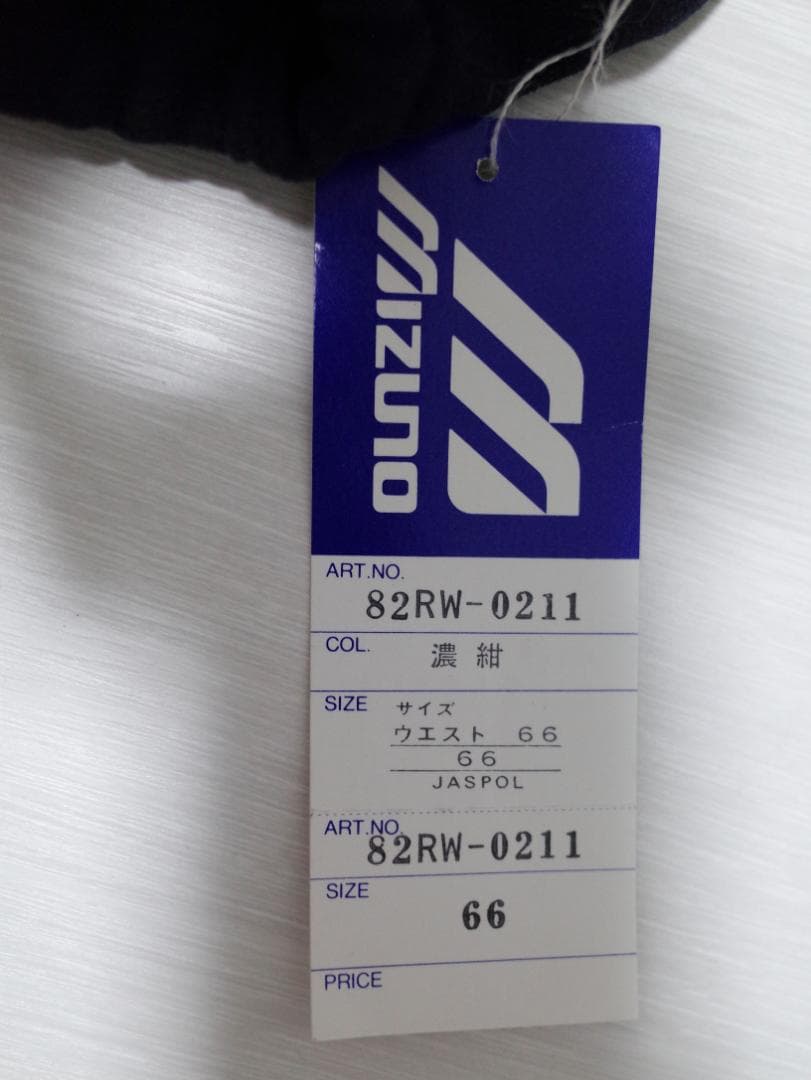 MIZUNO
ART.NO.
82RW-0211
COL.
濃紺
SIZE
サイズ
ウエスト 66
66
JASPOL
ART.NO.
82RW-0211
SIZE
66
PRICE